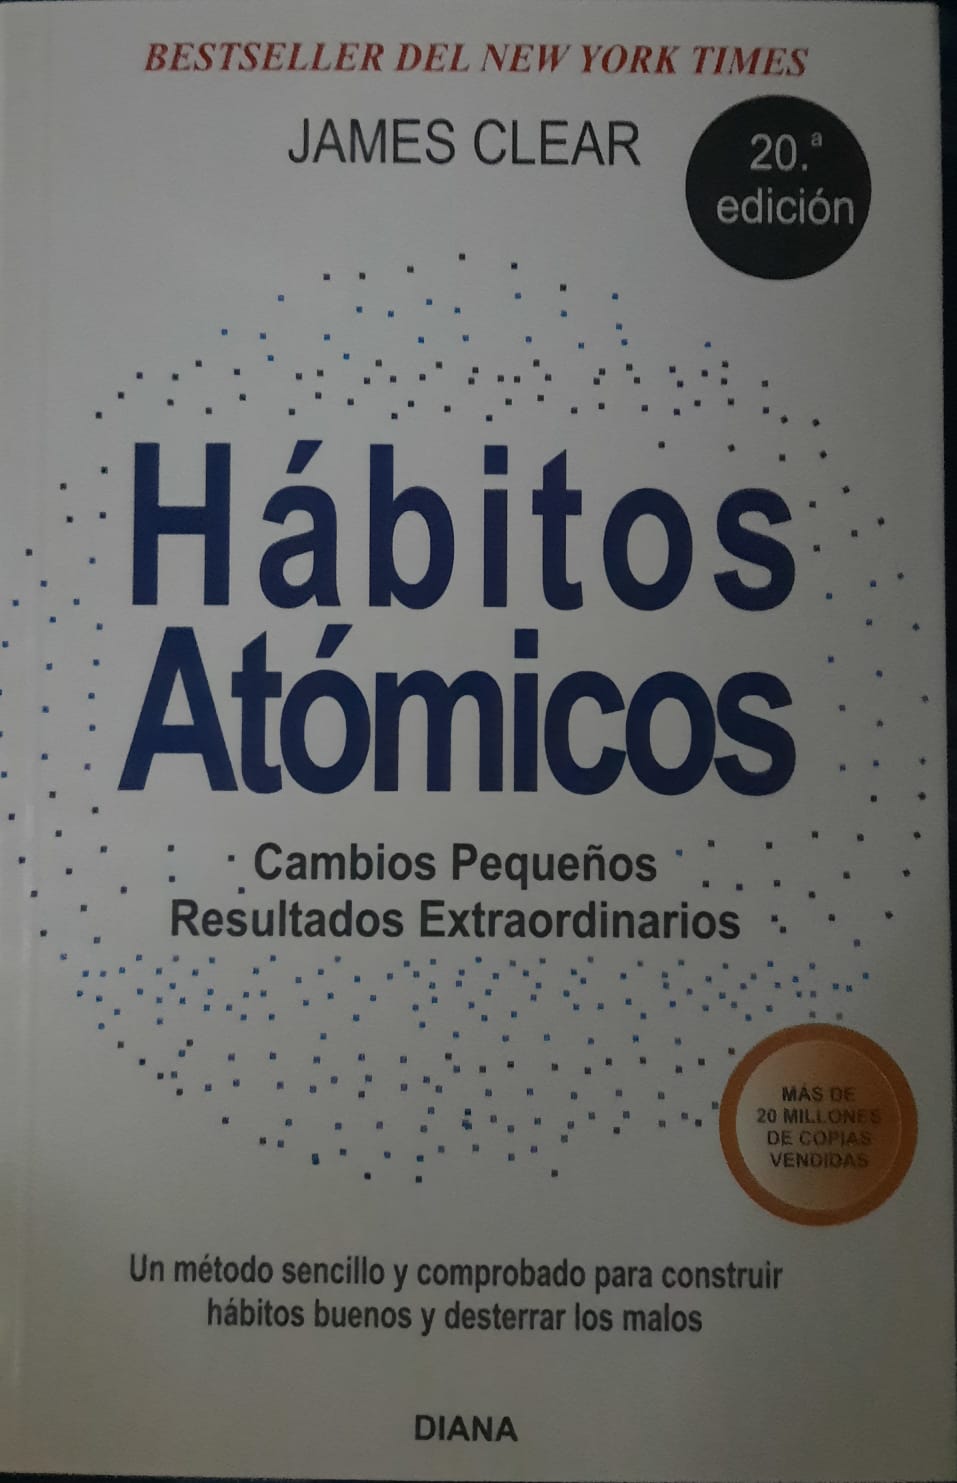 BESTSELLER DEL NEW YORK TIMES
JAMES CLEAR
20.ª
edición
Hábitos
Atómicos
Cambios Pequeños
Resultados Extraordinarios
MÁS DE
20 MILLONES
DE COPIAS
VENDIDAS
Un método sencillo y comprobado para construir
hábitos buenos y desterrar los malos
DIANA